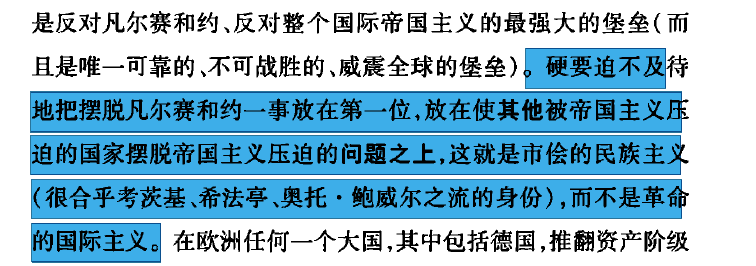 是反对凡尔赛和约、反对整个国际帝国主义的最强大的堡垒(而
且是唯一可靠的、不可战胜的、威震全球的堡垒)。硬要迫不及待
地把摆脱凡尔赛和约一事放在第一位,放在使其他被帝国主义压
迫的国家摆脱帝国主义压迫的问题之上,这就是市侩的民族主义
(很合乎考茨基、希法亭、奥托·鲍威尔之流的身份),而不是革命
的国际主义。在欧洲任何一个大国,其中包括德国,推翻资产阶级